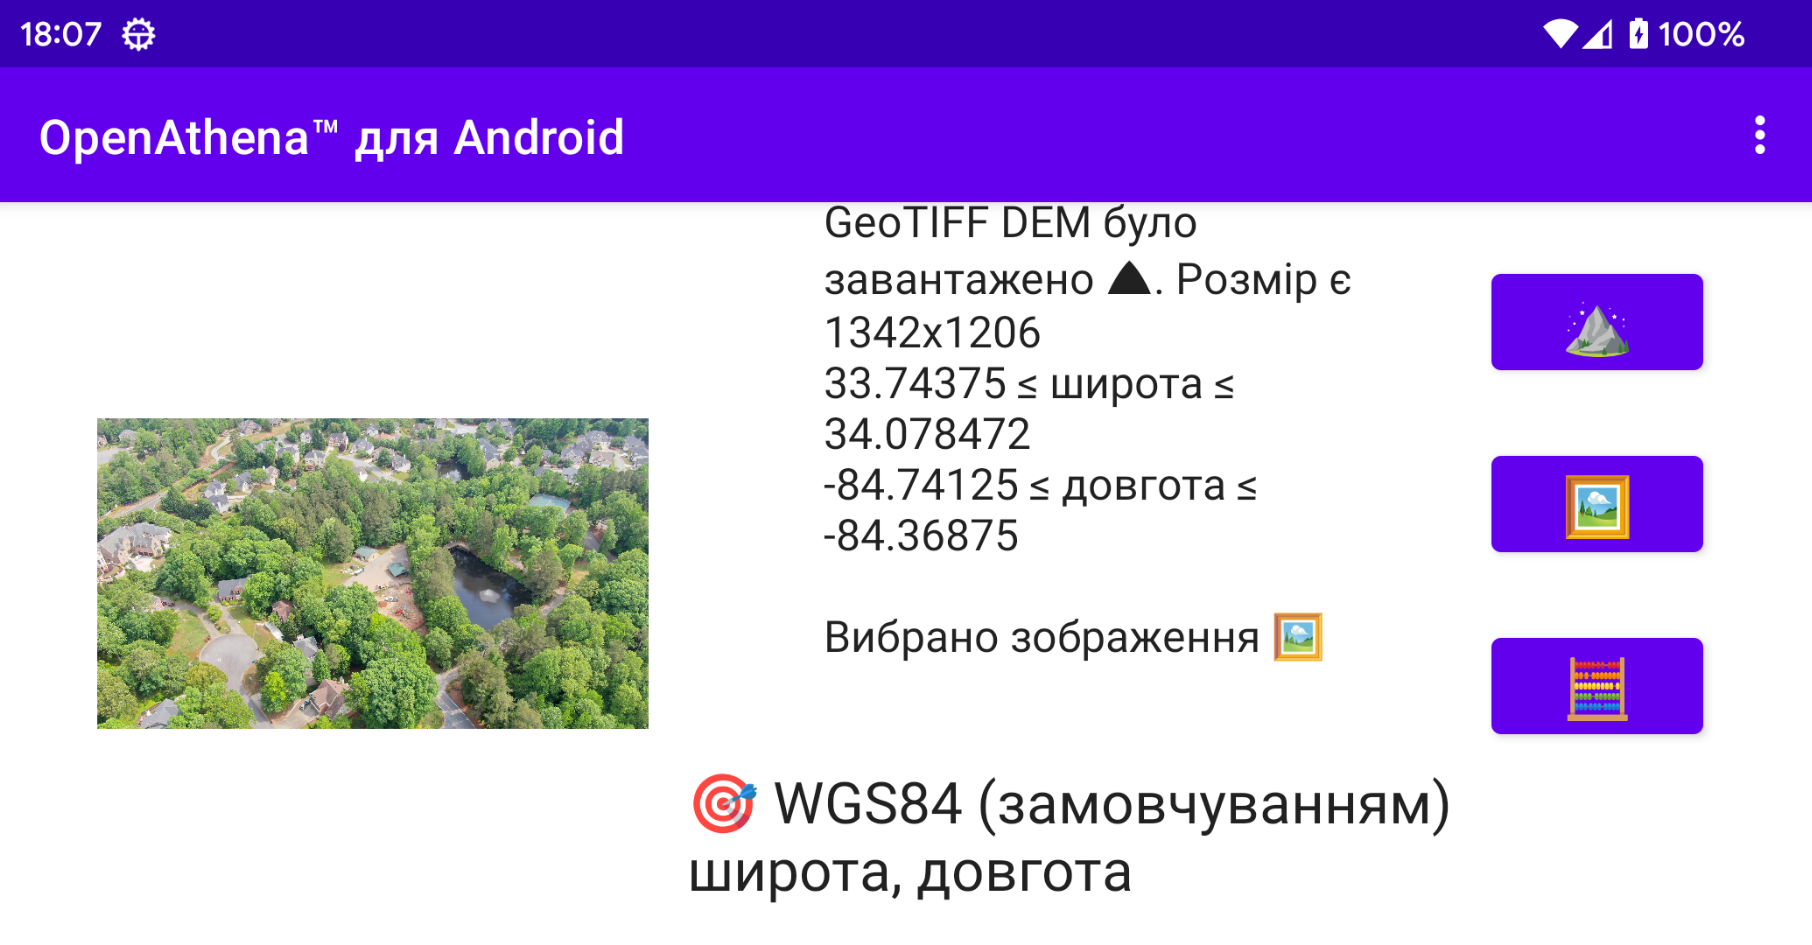 18:07
100%
OpenAthena™ для Android
GeoTIFF DEM було
завантажено ⛰. Розмір є
1342x1206
33.74375 ≤ широта ≤
34.078472
-84.74125 ≤ довгота ≤
-84.36875
Вибрано зображення 🖼️
🎯 WGS84 (замовчуванням)
широта, довгота